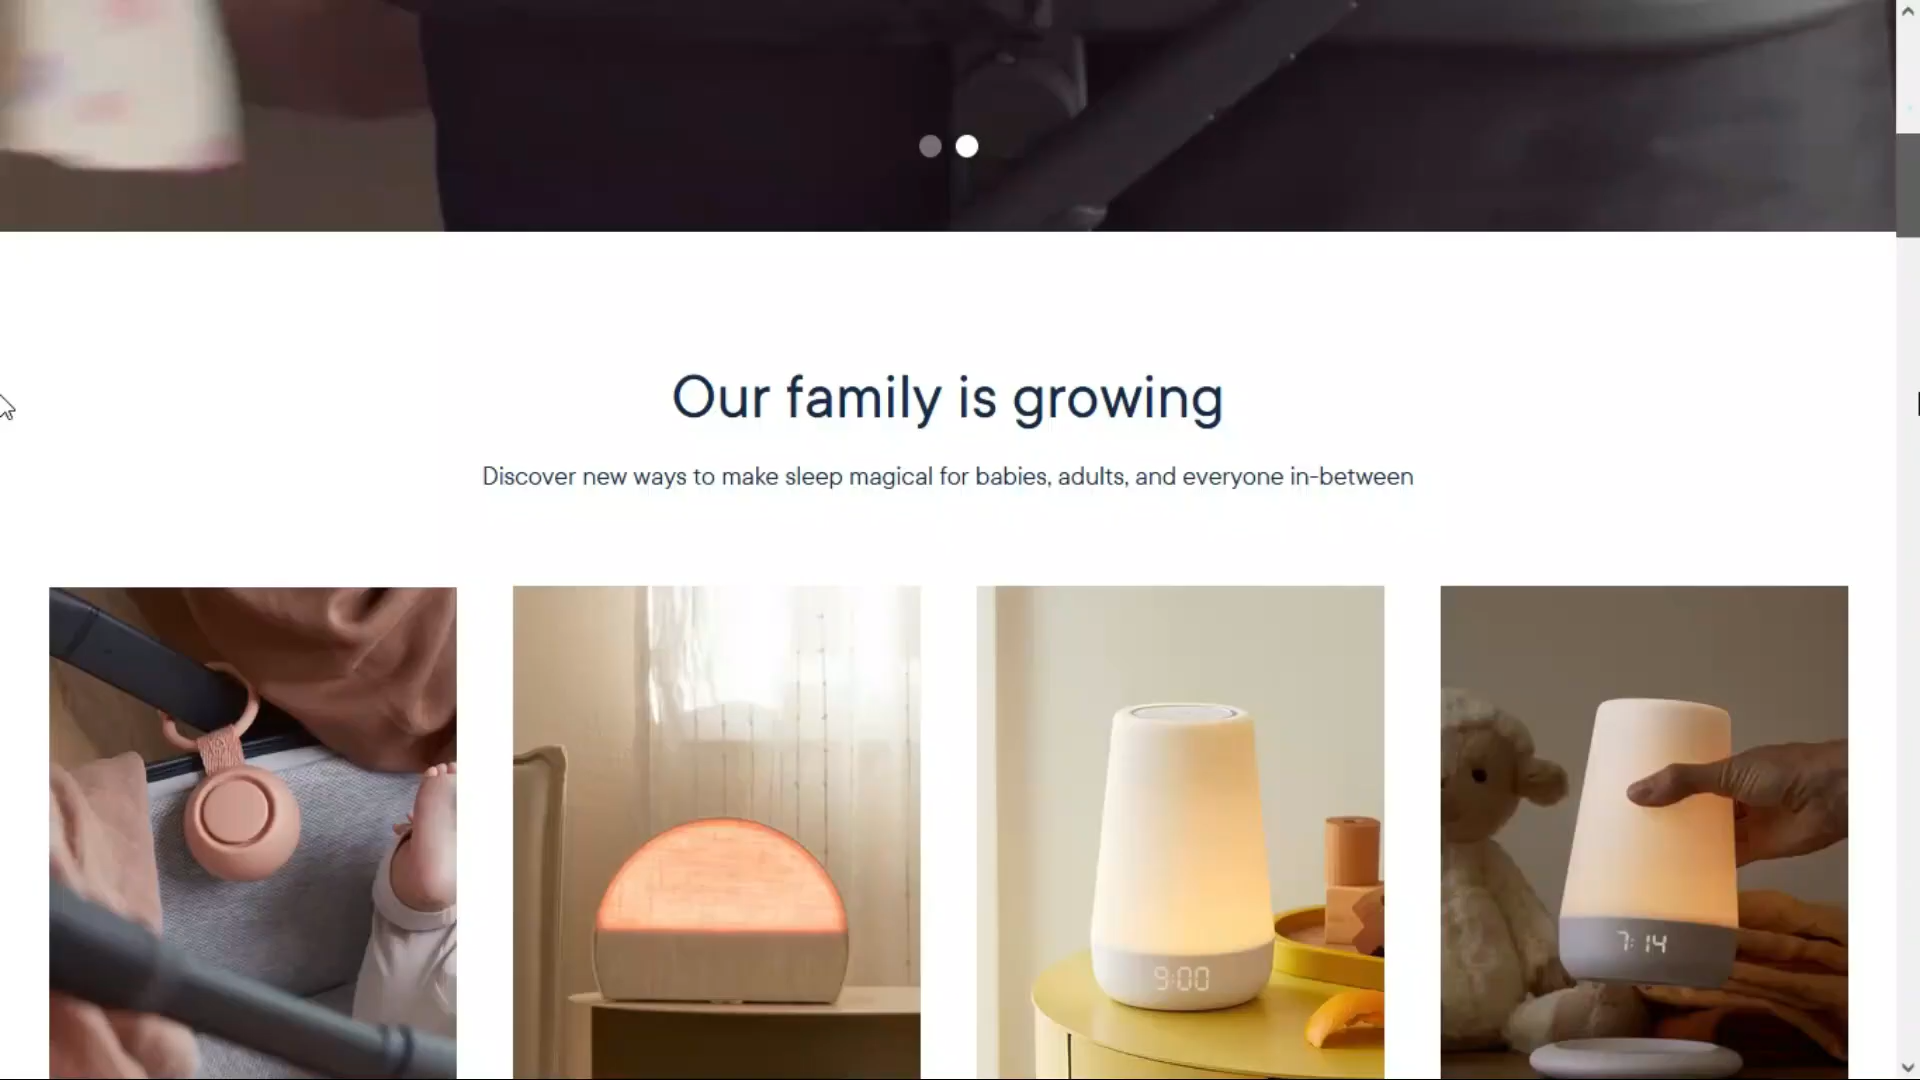 Our family is growing
Discover new ways to make sleep magical for babies, adults, and everyone in-between
9:00
7:14